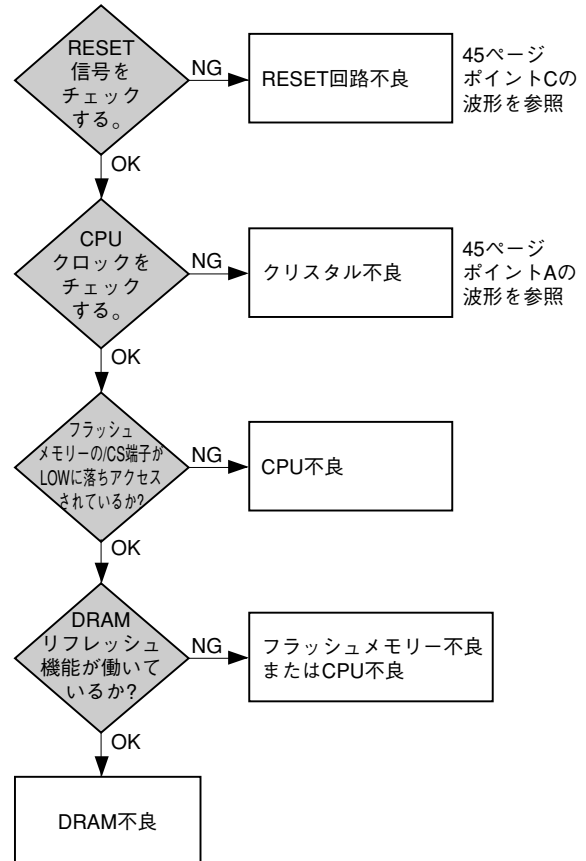 RESET
信号を
チェック
する。
NG
RESET回路不良
45ページ
ポイントCの
波形を参照
OK
CPU
クロックを
チェック
する。
NG
クリスタル不良
45ページ
ポイントAの
波形を参照
OK
フラッシュ
メモリーの/CS端子が
LOWに落ちアクセス
されているか?
NG
CPU不良
OK
DRAM
リフレッシュ
機能が働いて
いるか?
NG
フラッシュメモリー不良
またはCPU不良
OK
DRAM不良